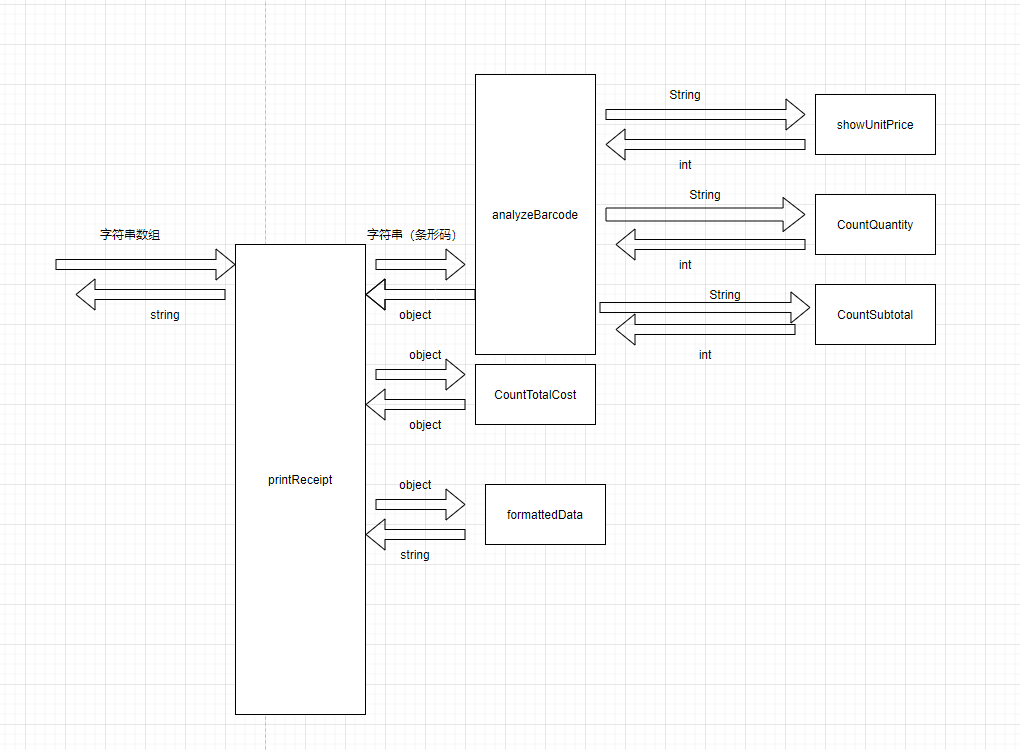 String
showUnitPrice
int
String
analyzeBarcode
CountQuantity
字符串数组
字符串（条形码）
int
string
object
String
CountSubtotal
int
object
CountTotalCost
object
printReceipt
object
formattedData
string